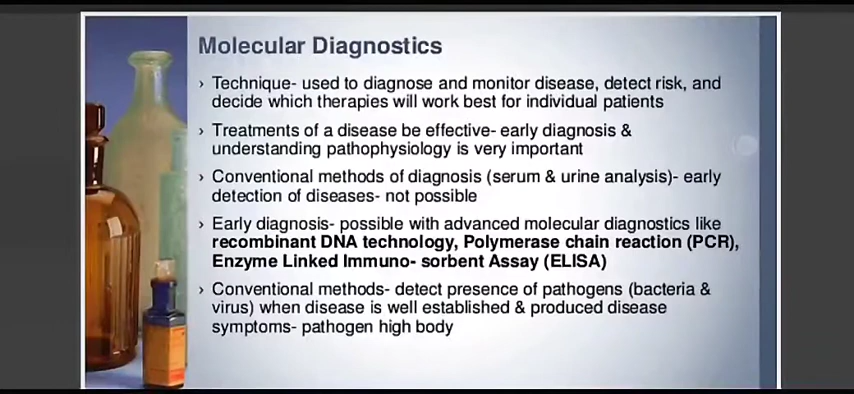 Molecular Diagnostics
› Technique- used to diagnose and monitor disease, detect risk, and
decide which therapies will work best for individual patients
› Treatments of a disease be effective- early diagnosis &
understanding pathophysiology is very important
› Conventional methods of diagnosis (serum & urine analysis)- early
detection of diseases- not possible
› Early diagnosis- possible with advanced molecular diagnostics like
recombinant DNA technology, Polymerase chain reaction (PCR),
Enzyme Linked Immuno- sorbent Assay (ELISA)
› Conventional methods- detect presence of pathogens (bacteria &
virus) when disease is well established & produced disease
symptoms- pathogen high body